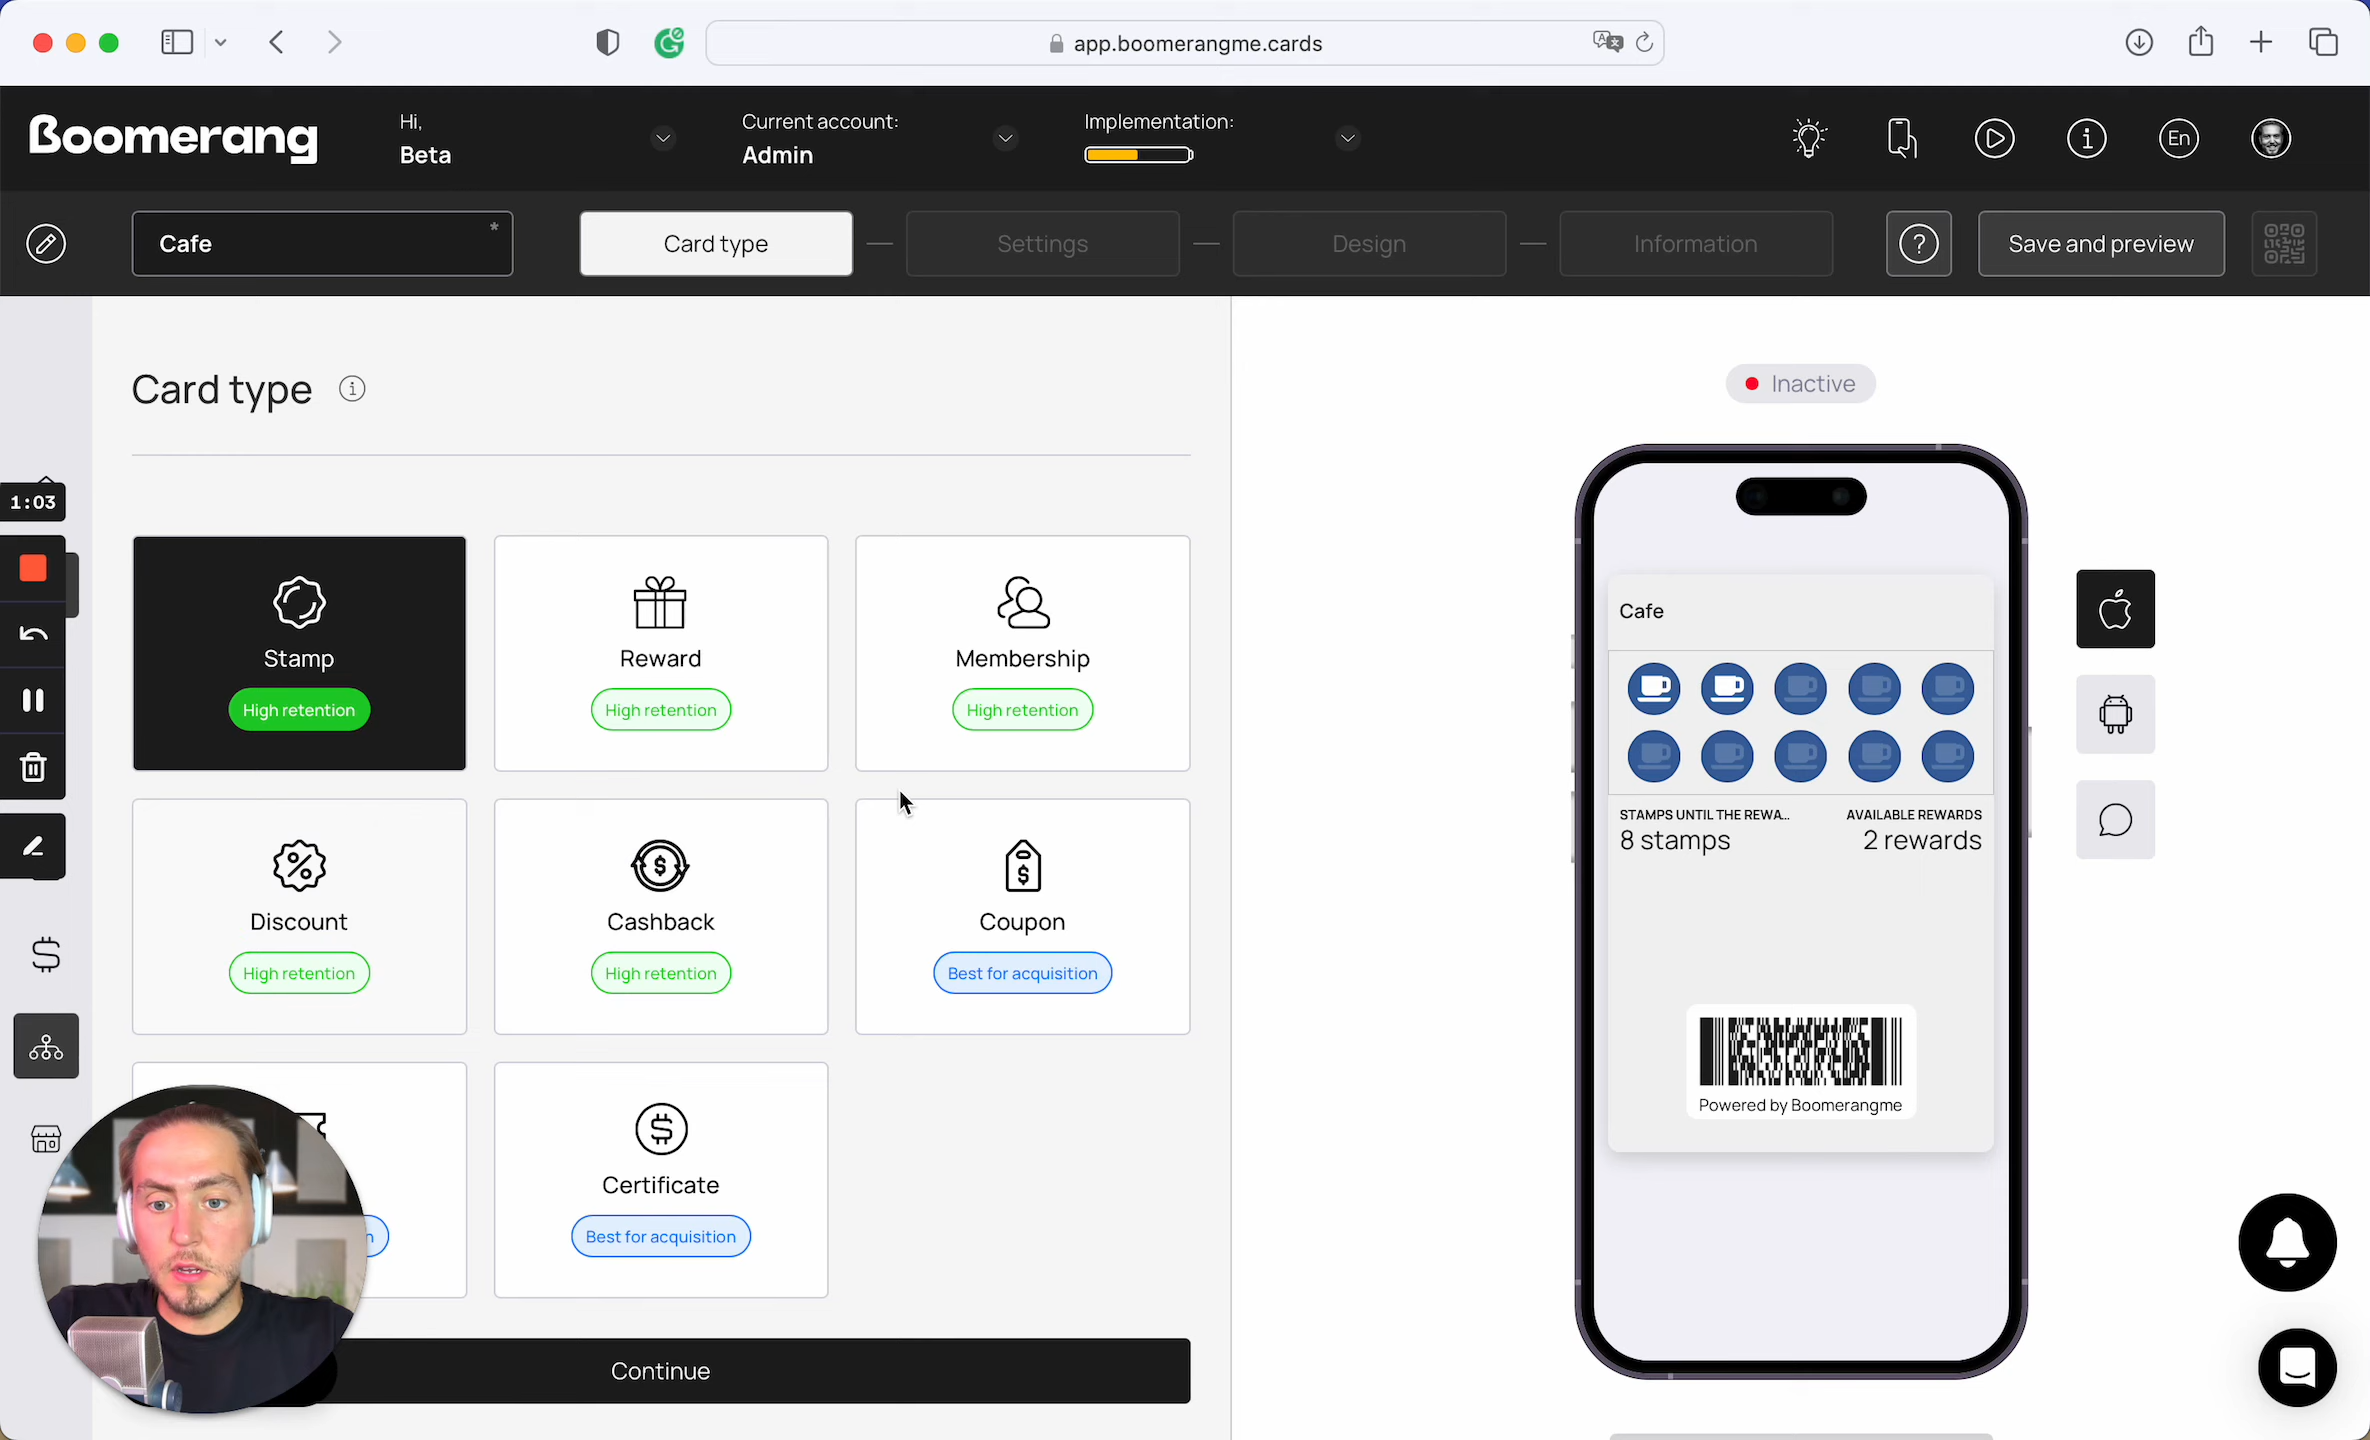 app.boomerangme.cards
Boomerang
Hi,
Beta
Current account:
Admin
Implementation:
En
Cafe
*
Card type
Settings
Design
Information
?
Save and preview
Card type
1:03
Stamp
High retention
Reward
High retention
Membership
High retention
Discount
High retention
Cashback
High retention
Coupon
Best for acquisition
Certificate
Best for acquisition
Continue
Inactive
Cafe
STAMPS UNTIL THE REWA...
8 stamps
AVAILABLE REWARDS
2 rewards
Powered by Boomerangme